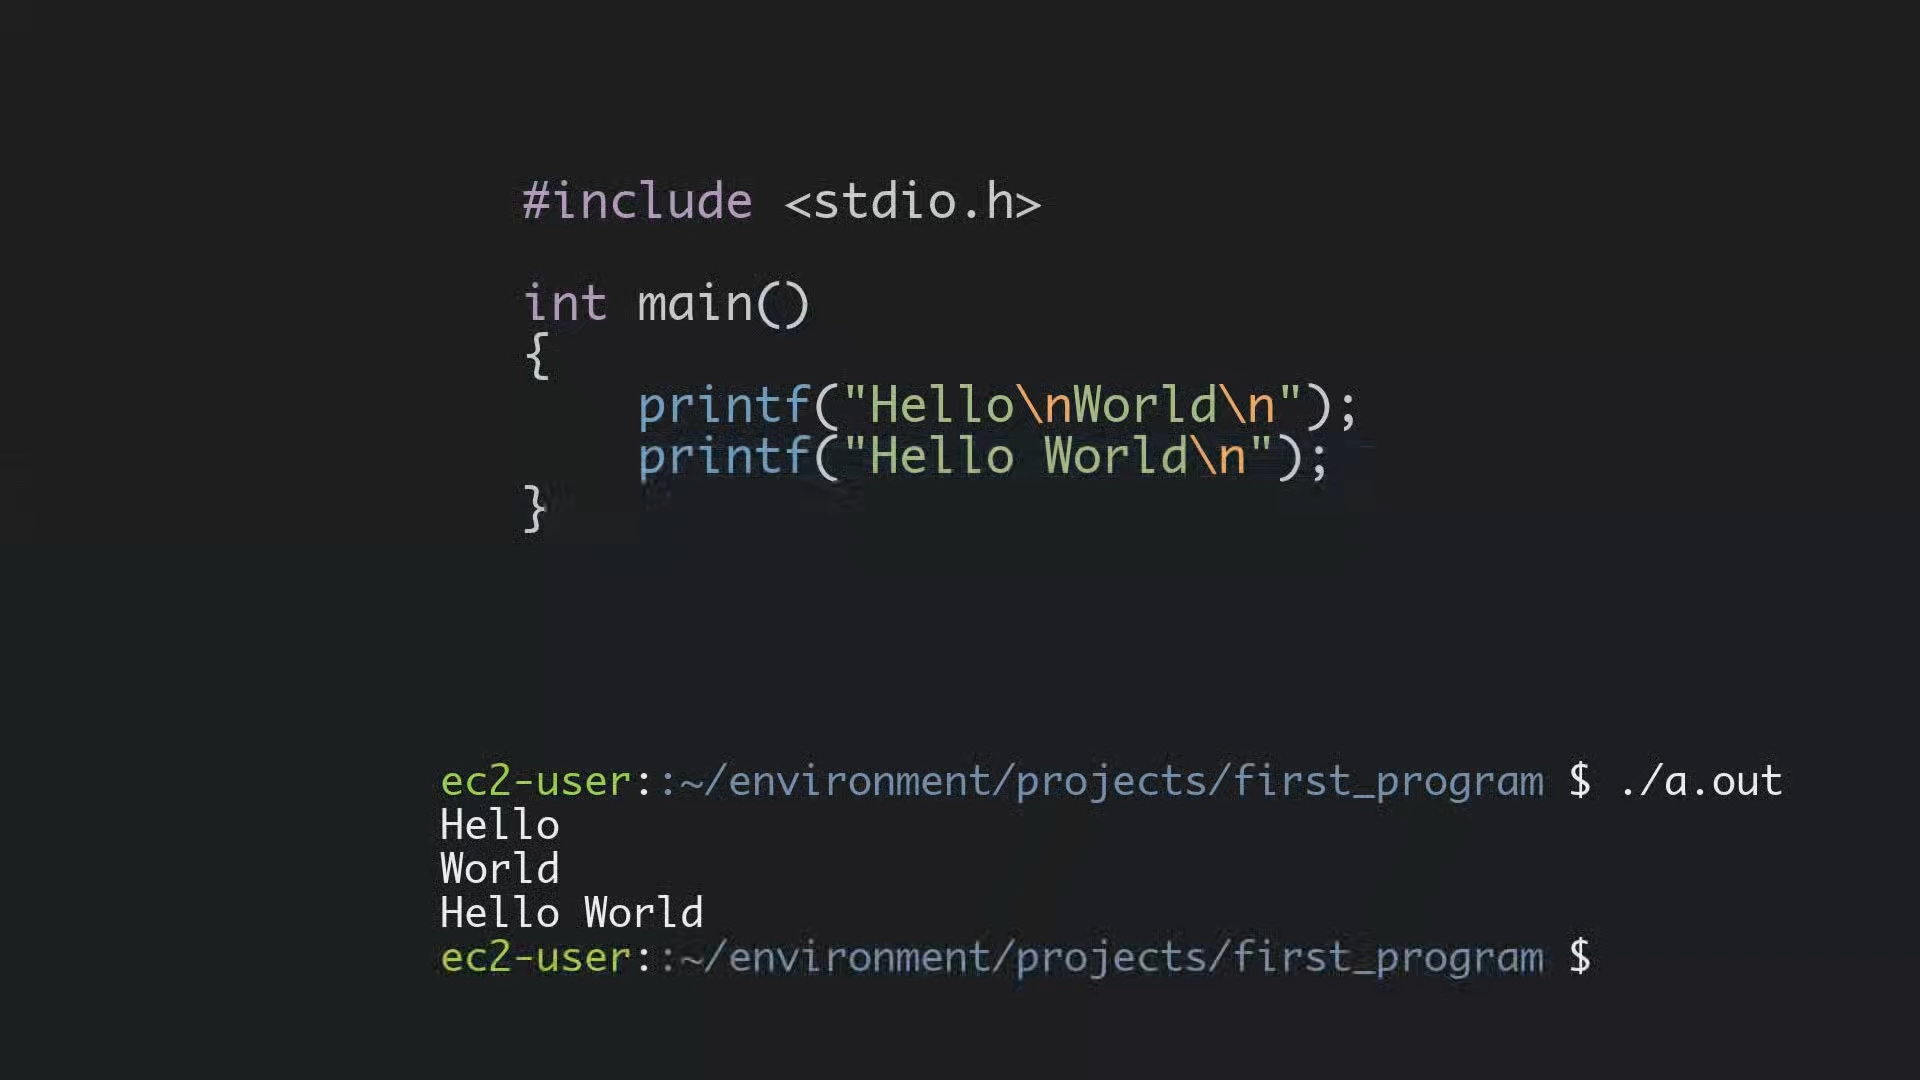 #include <stdio.h>
int main()
{
    printf("Hello\nWorld\n");
    printf("Hello World\n");
}
ec2-user::~/environment/projects/first_program $ ./a.out
Hello
World
Hello World
ec2-user::~/environment/projects/first_program $